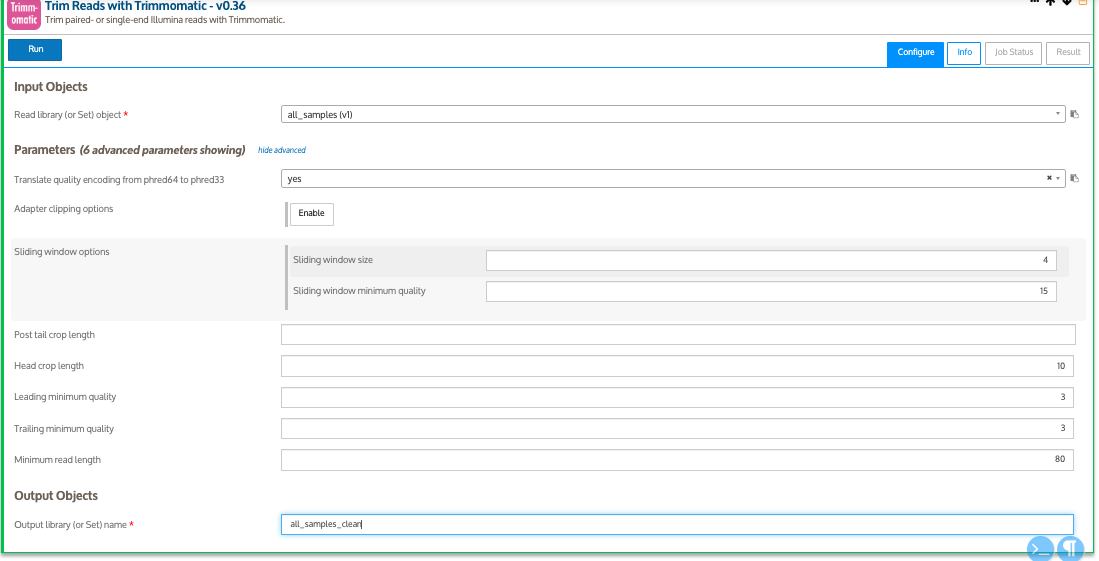 Trimm-
omatic
Trim Reads with Trimmomatic - v0.36
Trim paired- or single-end Illumina reads with Trimmomatic.
Run
Configure
Info
Job Status
Result
Input Objects
Read library (or Set) object *
all_samples (v1)
Parameters (6 advanced parameters showing) hide advanced
Translate quality encoding from phred64 to phred33
yes
Adapter clipping options
Enable
Sliding window options
Sliding window size
4
Sliding window minimum quality
15
Post tail crop length
Head crop length
10
Leading minimum quality
3
Trailing minimum quality
3
Minimum read length
80
Output Objects
Output library (or Set) name *
all_samples_clean